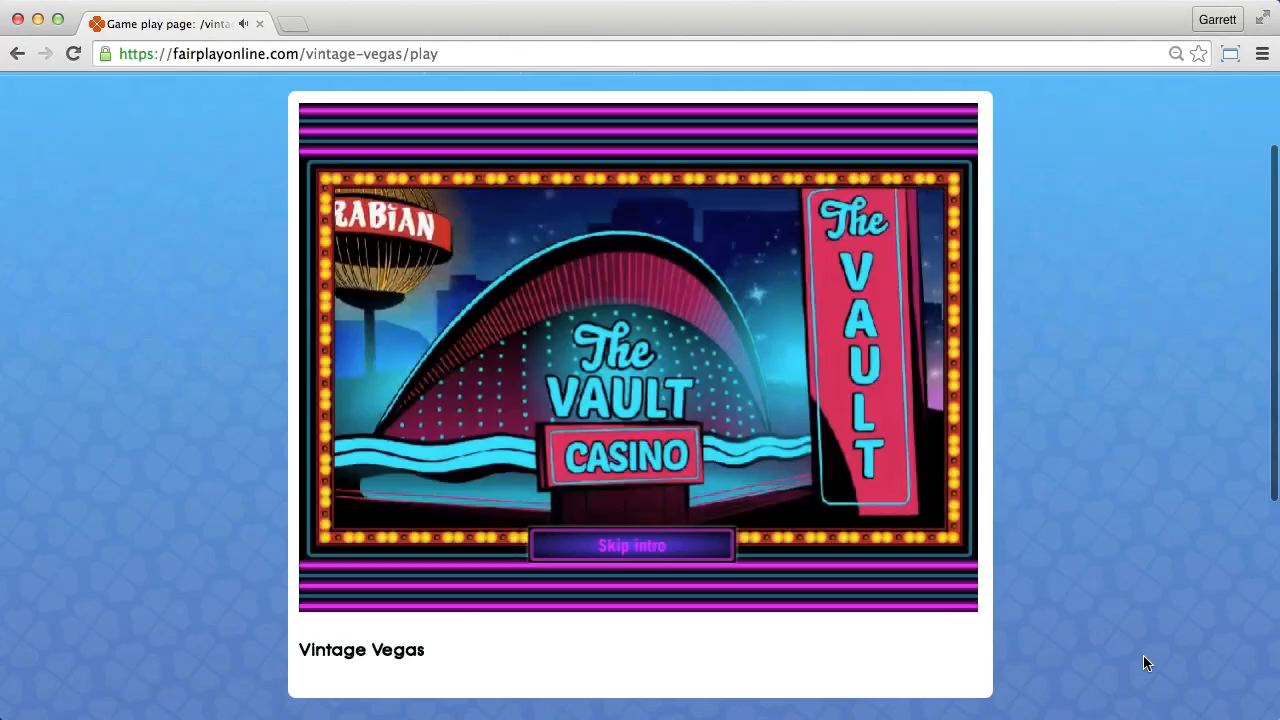 Game play page: /vinta
Garrett
https://fairplayonline.com/vintage-vegas/play
RABiAN
The
VAULT
CASINO
The
VAULT
Skip intro
Vintage Vegas